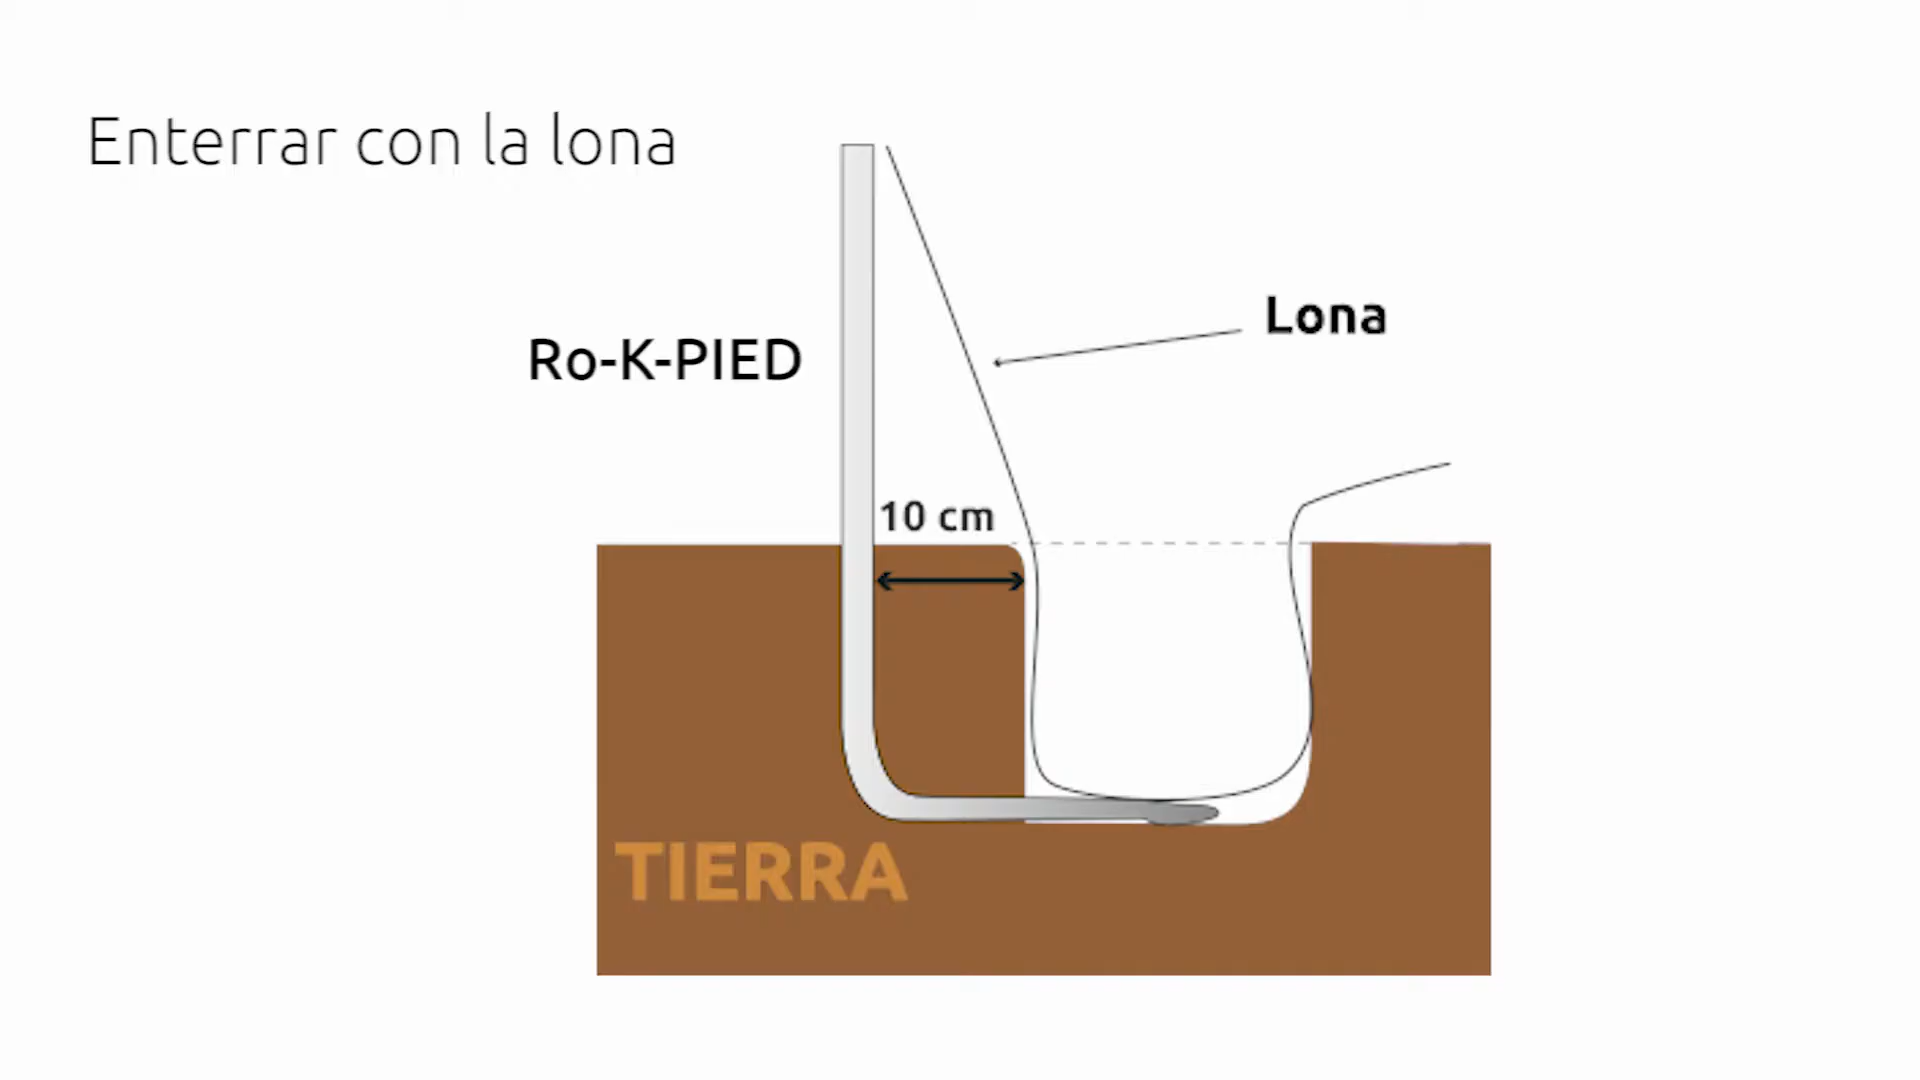 Enterrar con la lona
Lona
Ro-K-PIED
10 cm
TIERRA